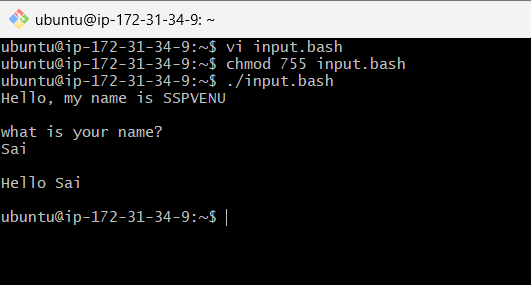 ubuntu@ip-172-31-34-9: ~
ubuntu@ip-172-31-34-9:~$ vi input.bash
ubuntu@ip-172-31-34-9:~$ chmod 755 input.bash
ubuntu@ip-172-31-34-9:~$ ./input.bash
Hello, my name is SSPVENU
what is your name?
Sai
Hello Sai
ubuntu@ip-172-31-34-9:~$